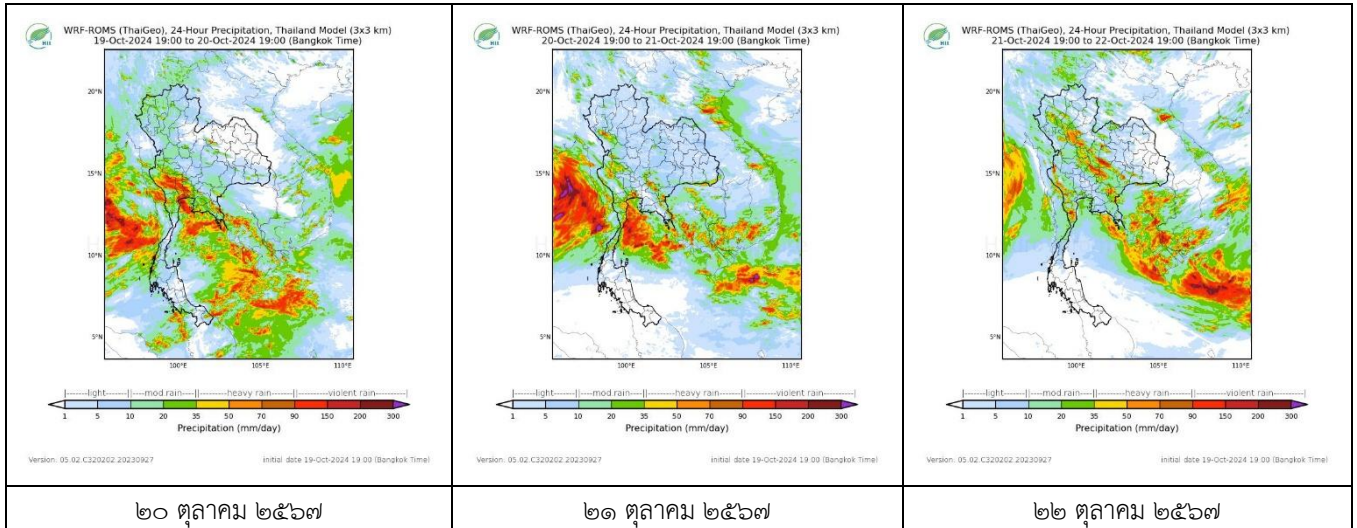 HII
WRF-ROMS (ThaiGeo), 24-Hour Precipitation, Thailand Model (3x3 km)
19-Oct-2024 19:00 to 20-Oct-2024 19:00 (Bangkok Time)
20°N
15°N
10°N
5°N
100°E
105°E
110°E
light mod rain heavy rain violent rain
1 5 10 20 35 50 70 90 150 200 300
Precipitation (mm/day)
Version: 05.02.C320202.20230927
initial date 19-Oct-2024 19:00 (Bangkok Time)
๒๐ ตุลาคม ๒๕๖๗
HII
WRF-ROMS (ThaiGeo), 24-Hour Precipitation, Thailand Model (3x3 km)
20-Oct-2024 19:00 to 21-Oct-2024 19:00 (Bangkok Time)
20°N
15°N
10°N
5°N
100°E
105°E
110°E
light mod rain heavy rain violent rain
1 5 10 20 35 50 70 90 150 200 300
Precipitation (mm/day)
Version: 05.02.C320202.20230927
initial date 19-Oct-2024 19:00 (Bangkok Time)
๒๑ ตุลาคม ๒๕๖๗
HII
WRF-ROMS (ThaiGeo), 24-Hour Precipitation, Thailand Model (3x3 km)
21-Oct-2024 19:00 to 22-Oct-2024 19:00 (Bangkok Time)
20°N
15°N
10°N
5°N
100°E
105°E
110°E
light mod rain heavy rain violent rain
1 5 10 20 35 50 70 90 150 200 300
Precipitation (mm/day)
Version: 05.02.C320202.20230927
initial date 19-Oct-2024 19:00 (Bangkok Time)
๒๒ ตุลาคม ๒๕๖๗